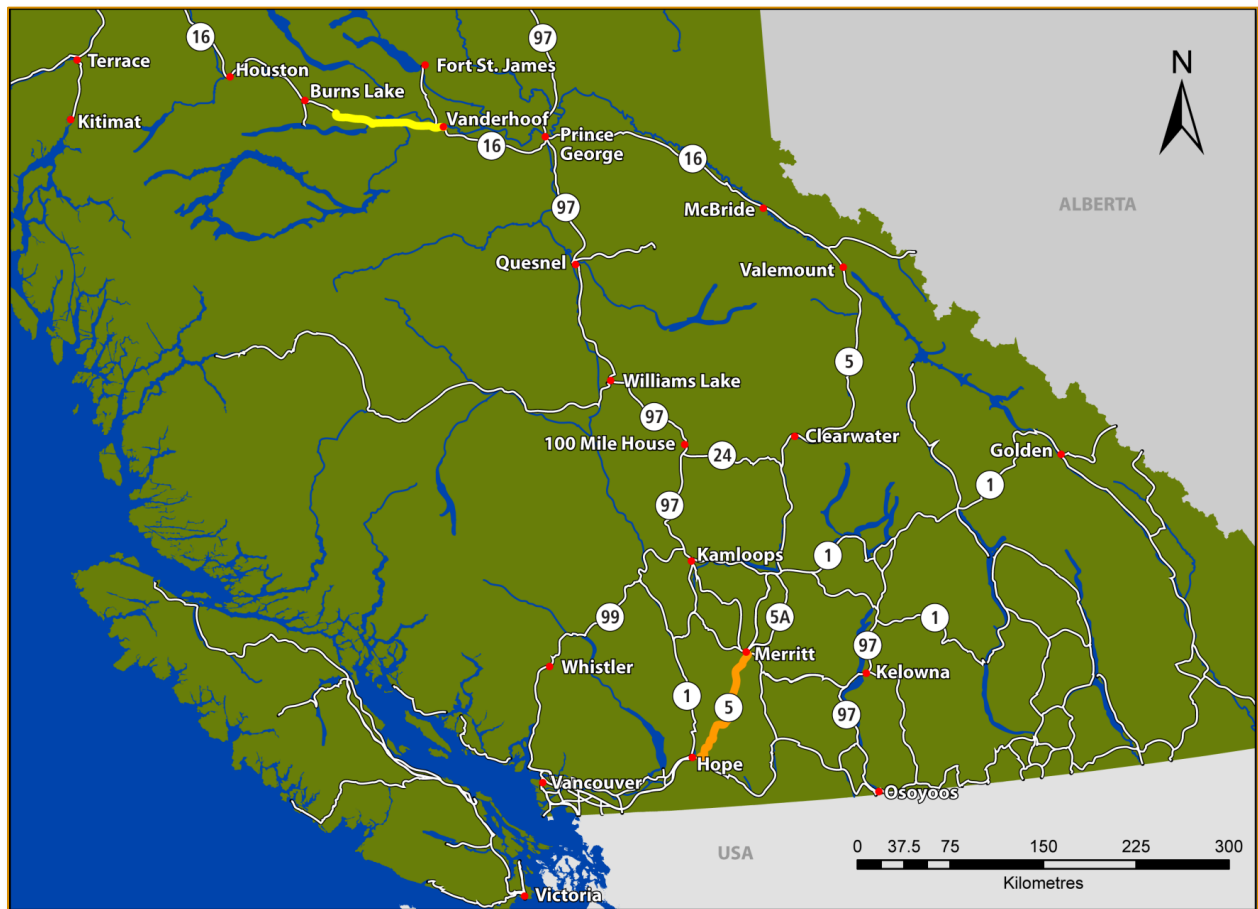 97
16
Terrace
Houston
Fort St. James
Burns Lake
Kitimat
Vanderhoof
16
Prince
George
16
N
McBride
ALBERTA
97
Quesnel
Valemount
5
Williams Lake
97
100 Mile House
24
Clearwater
Golden
1
97
Kamloops
1
99
5A
1
Merritt
97
Whistler
Kelowna
1
5
97
Hope
Vancouver
Osoyoos
USA
0 37.5 75 150 225 300
Kilometres
Victoria